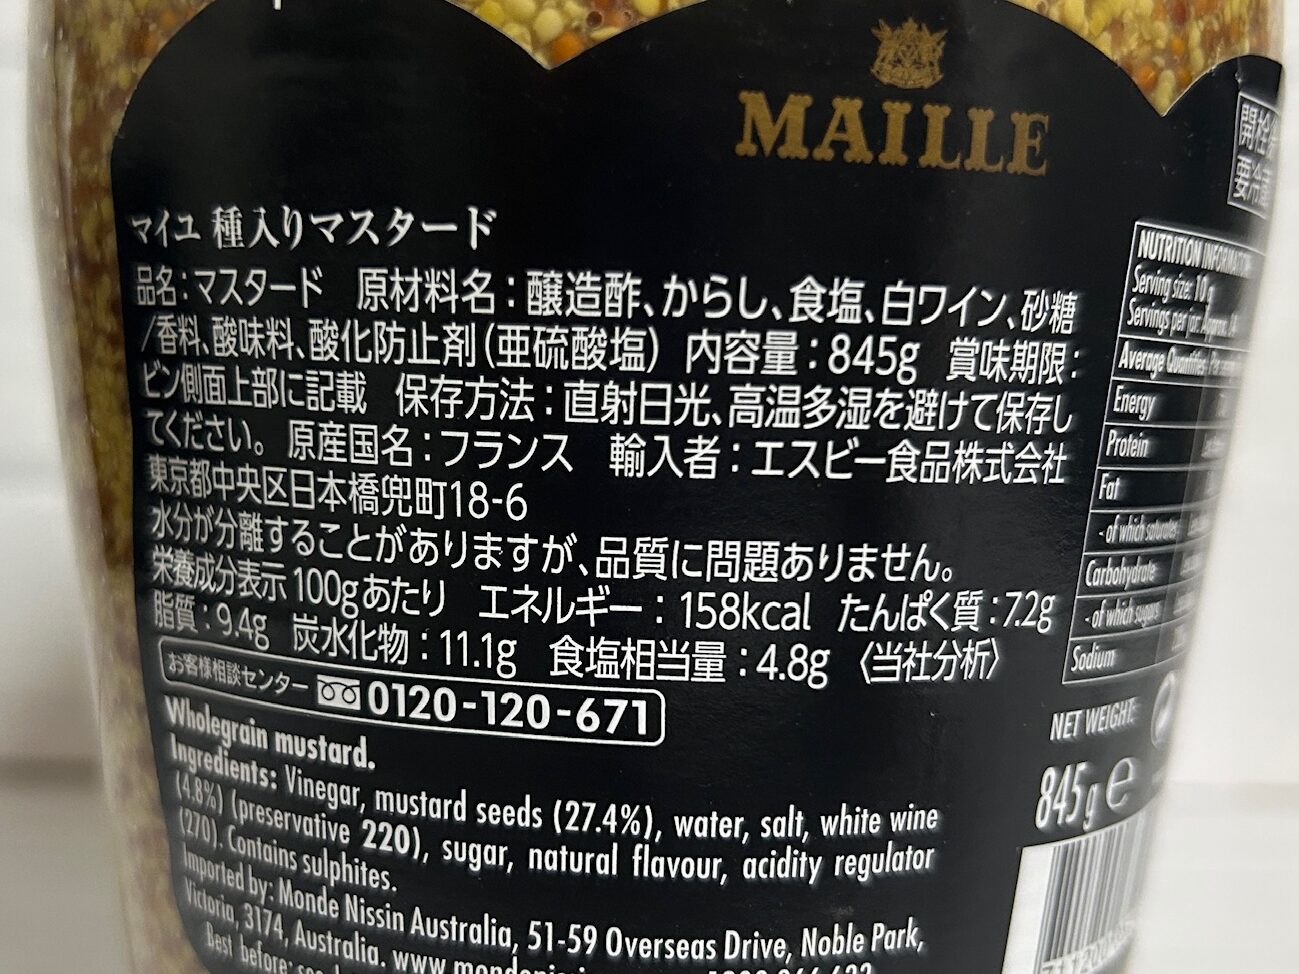 MAILLE
開栓
要冷蔵
マイユ 種入りマスタード
品名：マスタード　原材料名：醸造酢、からし、食塩、白ワイン、砂糖
/香料、酸味料、酸化防止剤（亜硫酸塩）　内容量：845g　賞味期限：
ビン側面上部に記載　保存方法：直射日光、高温多湿を避けて保存し
てください。　原産国名：フランス　輸入者：エスビー食品株式会社
東京都中央区日本橋兜町18-6
水分が分離することがありますが、品質に問題ありません。
栄養成分表示 100gあたり　エネルギー：158kcal　たんぱく質：7.2g
脂質：9.4g　炭水化物：11.1g　食塩相当量：4.8g　〈当社分析〉
お客様相談センター 0120-120-671
Wholegrain mustard.
Ingredients: Vinegar, mustard seeds (27.4%), water, salt, white wine
(4.8%) (preservative 220), sugar, natural flavour, acidity regulator
(270). Contains sulphites.
Imported by: Monde Nissin Australia, 51-59 Overseas Drive, Noble Park,
Victoria, 3174, Australia.
Best before:
NUTRITION INFORMATION
Serving size: 10g
Servings per jar: Approx.
Average Quantities
Energy
Protein
Fat
- of which saturates
Carbohydrate
- of which sugars
Sodium
NET WEIGHT:
845g e